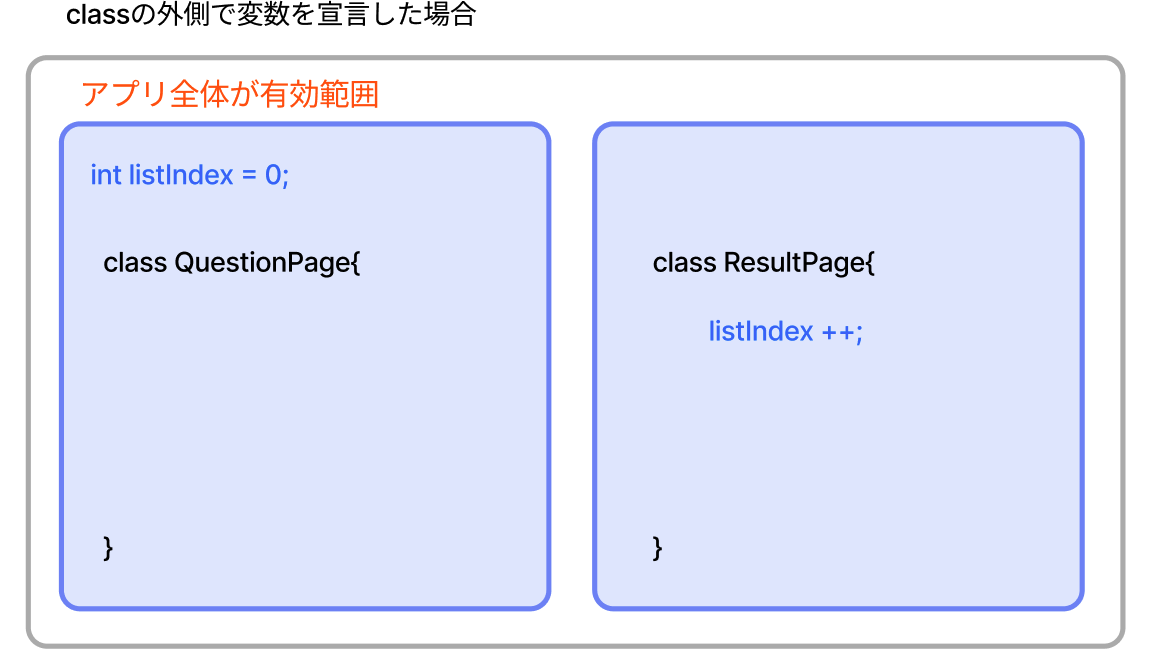 classの外側で変数を宣言した場合
アプリ全体が有効範囲
int listIndex = 0;
class QuestionPage{
}
class ResultPage{
listIndex ++;
}